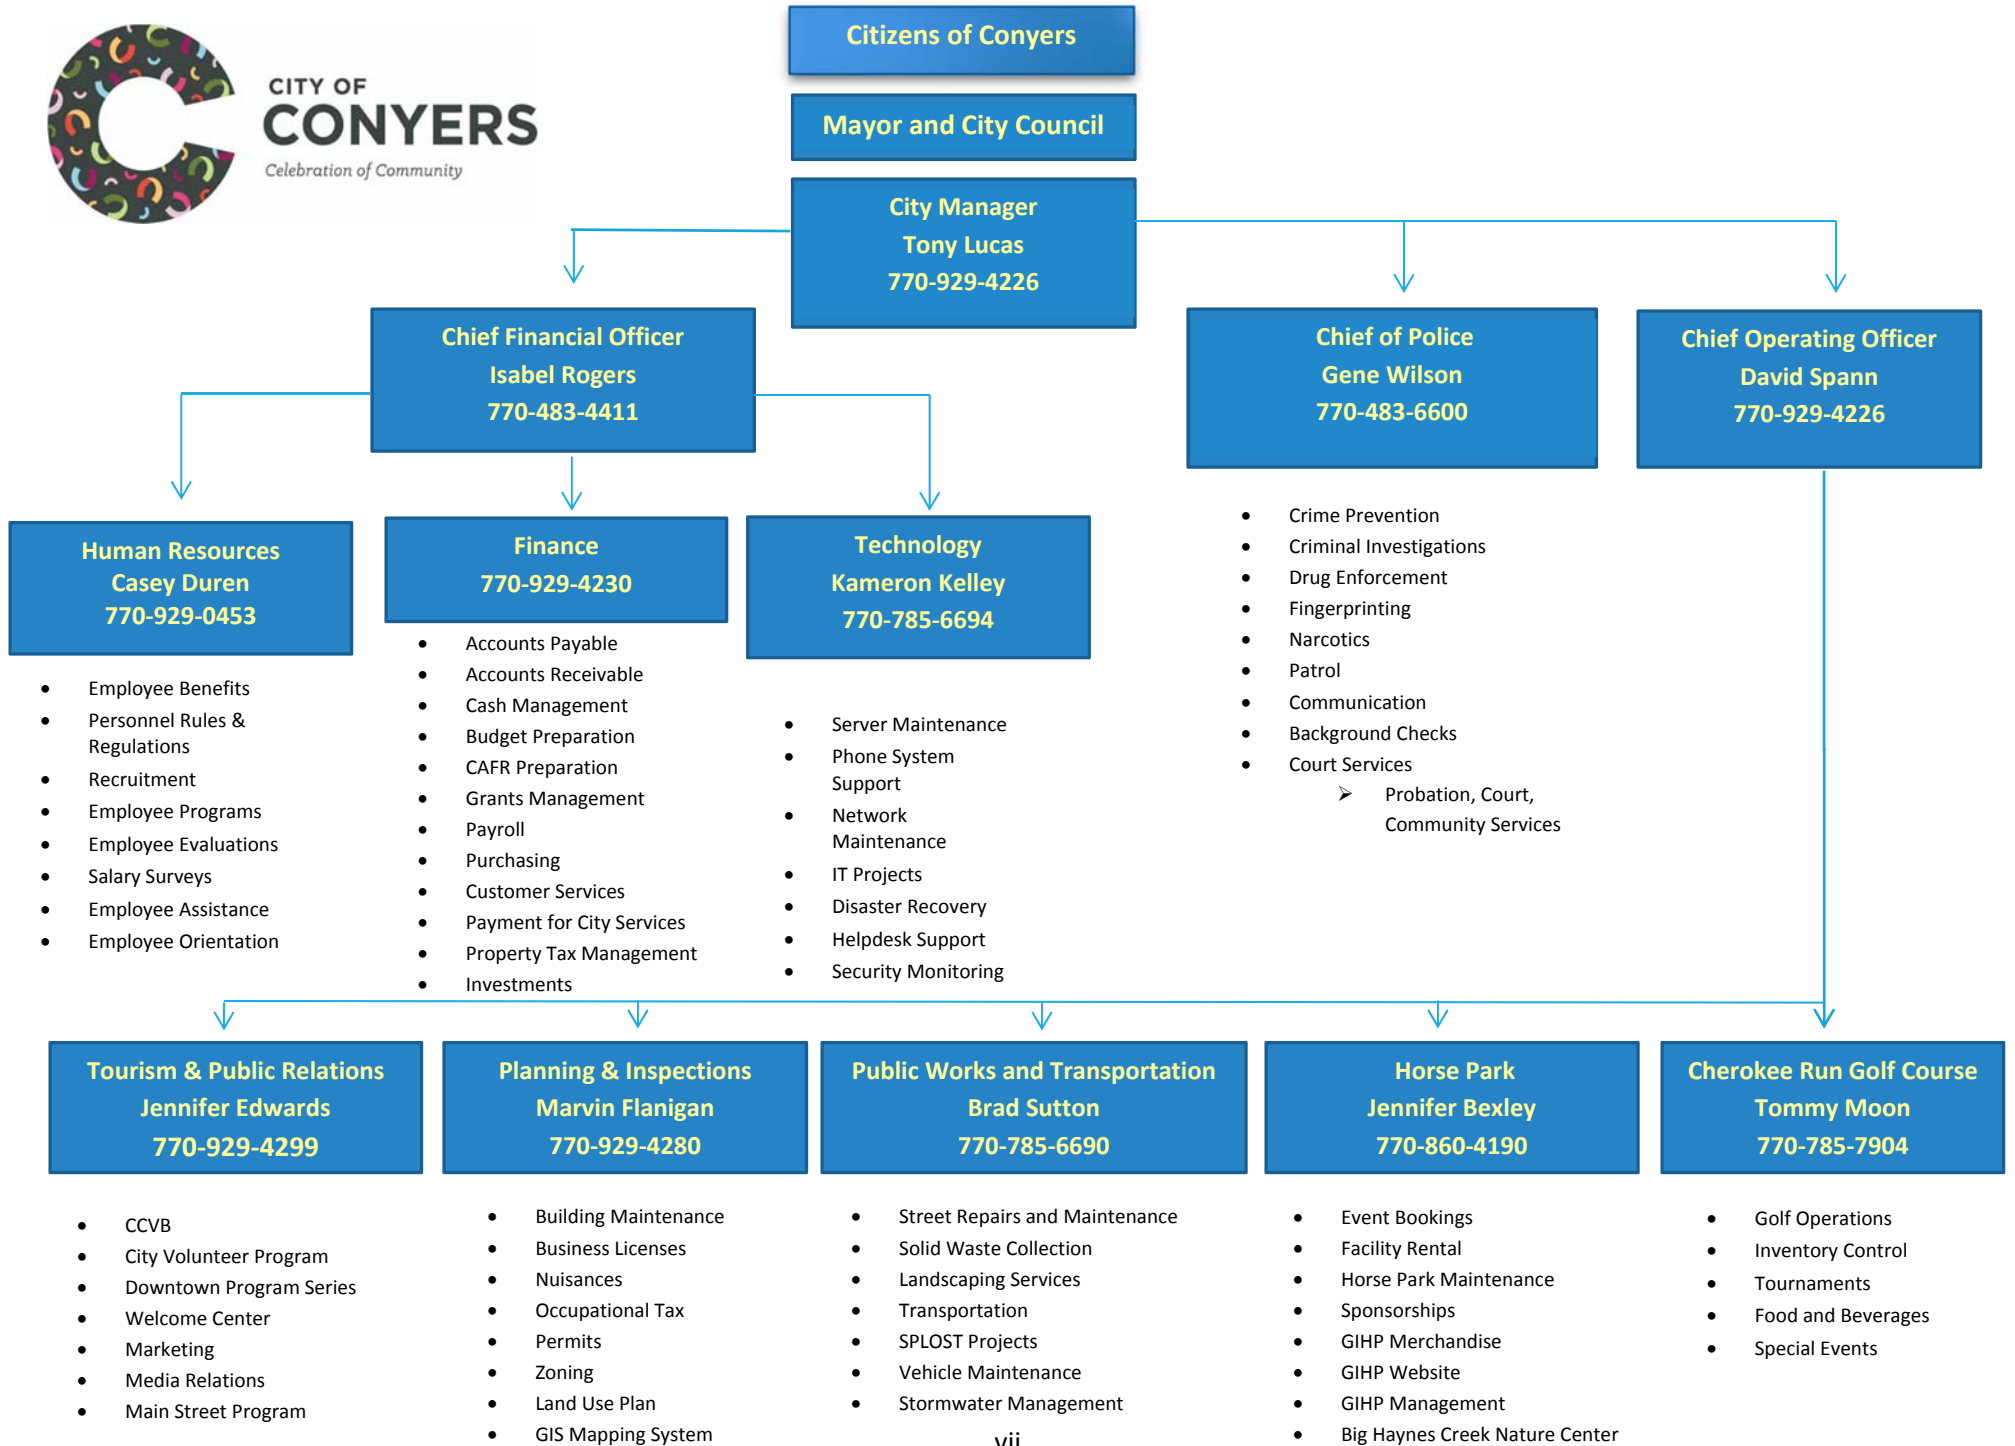 CITY OF
CONYERS
Celebration of Community
Citizens of Conyers
Mayor and City Council
City Manager
Tony Lucas
770-929-4226
Chief Financial Officer
Isabel Rogers
770-483-4411
Chief of Police
Gene Wilson
770-483-6600
Chief Operating Officer
David Spann
770-929-4226
Human Resources
Casey Duren
770-929-0453
• Employee Benefits
• Personnel Rules &
Regulations
• Recruitment
• Employee Programs
• Employee Evaluations
• Salary Surveys
• Employee Assistance
• Employee Orientation
Finance
770-929-4230
• Accounts Payable
• Accounts Receivable
• Cash Management
• Budget Preparation
• CAFR Preparation
• Grants Management
• Payroll
• Purchasing
• Customer Services
• Payment for City Services
• Property Tax Management
• Investments
Technology
Kameron Kelley
770-785-6694
• Server Maintenance
• Phone System
Support
• Network
Maintenance
• IT Projects
• Disaster Recovery
• Helpdesk Support
• Security Monitoring
• Crime Prevention
• Criminal Investigations
• Drug Enforcement
• Fingerprinting
• Narcotics
• Patrol
• Communication
• Background Checks
• Court Services
➢ Probation, Court,
Community Services
Tourism & Public Relations
Jennifer Edwards
770-929-4299
• CCVB
• City Volunteer Program
• Downtown Program Series
• Welcome Center
• Marketing
• Media Relations
• Main Street Program
Planning & Inspections
Marvin Flanigan
770-929-4280
• Building Maintenance
• Business Licenses
• Nuisances
• Occupational Tax
• Permits
• Zoning
• Land Use Plan
• GIS Mapping System
Public Works and Transportation
Brad Sutton
770-785-6690
• Street Repairs and Maintenance
• Solid Waste Collection
• Landscaping Services
• Transportation
• SPLOST Projects
• Vehicle Maintenance
• Stormwater Management
Horse Park
Jennifer Bexley
770-860-4190
• Event Bookings
• Facility Rental
• Horse Park Maintenance
• Sponsorships
• GIHP Merchandise
• GIHP Website
• GIHP Management
• Big Haynes Creek Nature Center
Cherokee Run Golf Course
Tommy Moon
770-785-7904
• Golf Operations
• Inventory Control
• Tournaments
• Food and Beverages
• Special Events
vii